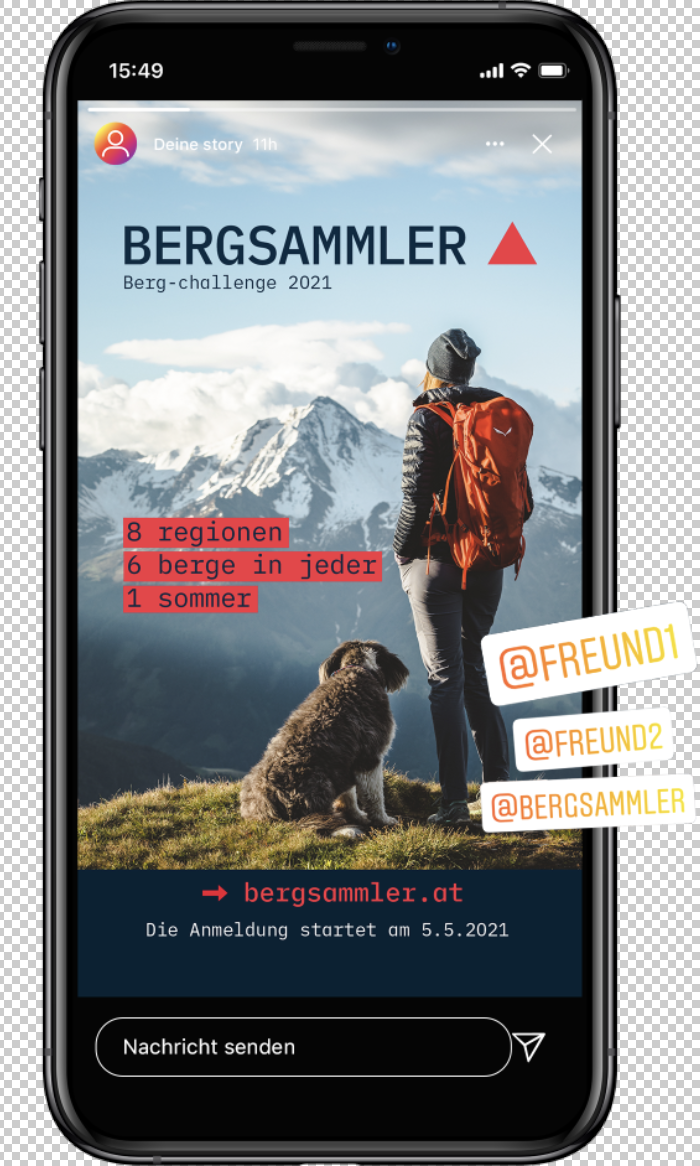 15:49
Deine story 11h
BERGSAMMLER
Berg-challenge 2021
8 regionen
6 berge in jeder
1 sommer
@FREUND1
@FREUND2
@BERGSAMMLER
bergsammler.at
Die Anmeldung startet am 5.5.2021
Nachricht senden